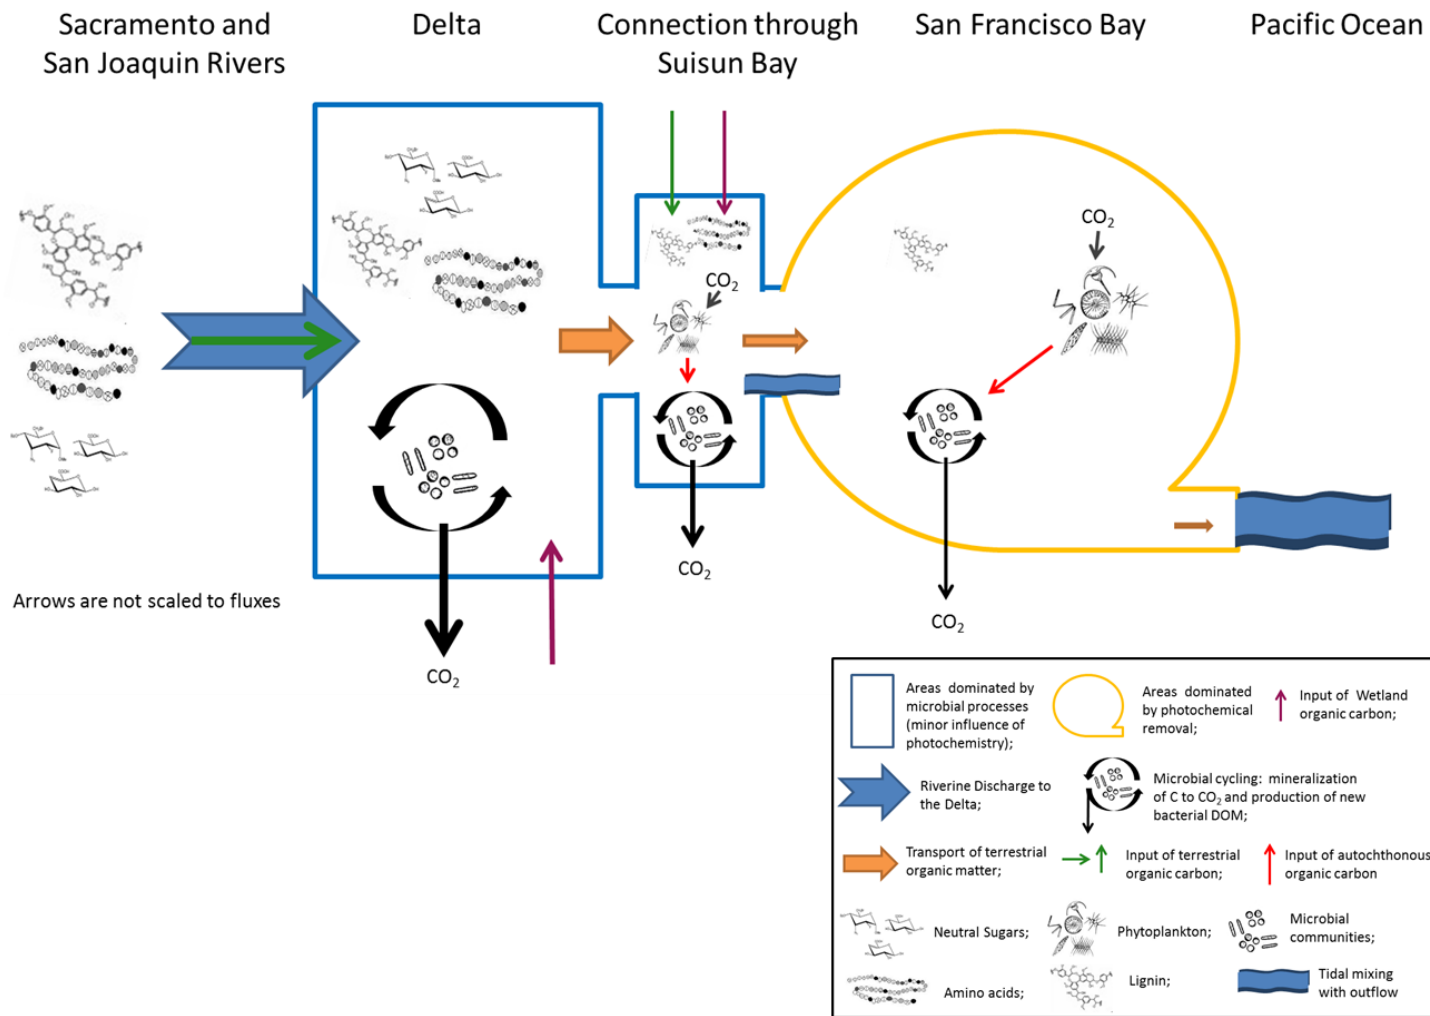 Sacramento and
San Joaquin Rivers
Delta
Connection through
Suisun Bay
San Francisco Bay
Pacific Ocean
CO2
CO2
CO2
CO2
CO2
Arrows are not scaled to fluxes
Areas dominated by
microbial processes
(minor influence of
photochemistry);
Areas dominated
by photochemical
removal;
Input of Wetland
organic carbon;
Riverine Discharge to
the Delta;
Microbial cycling: mineralization
of C to CO2 and production of new
bacterial DOM;
Transport of terrestrial
organic matter;
Input of terrestrial
organic carbon;
Input of autochthonous
organic carbon
Neutral Sugars;
Phytoplankton;
Microbial
communities;
Amino acids;
Lignin;
Tidal mixing
with outflow